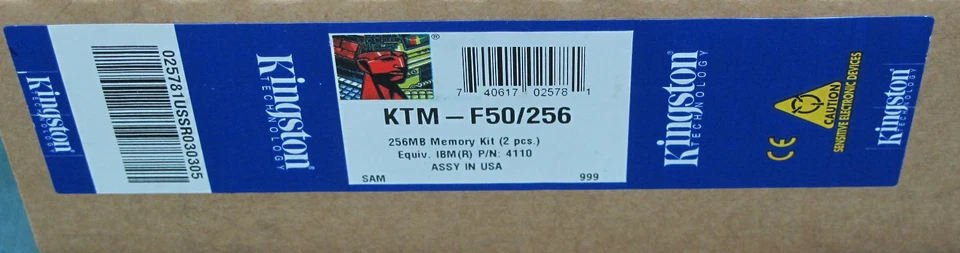 Kingston
TECHNOLOGY
025781USSR030305
Kingston
TECHNOLOGY
®
7 40617 02578 1
KTM - F50/256
256MB Memory Kit (2 pcs.)
Equiv. IBM(R) P/N: 4110
ASSY IN USA
SAM 999
Kingston
TECHNOLOGY
CE
CAUTION
SENSITIVE ELECTRONIC DEVICES
Kingston
TECHNOLOGY